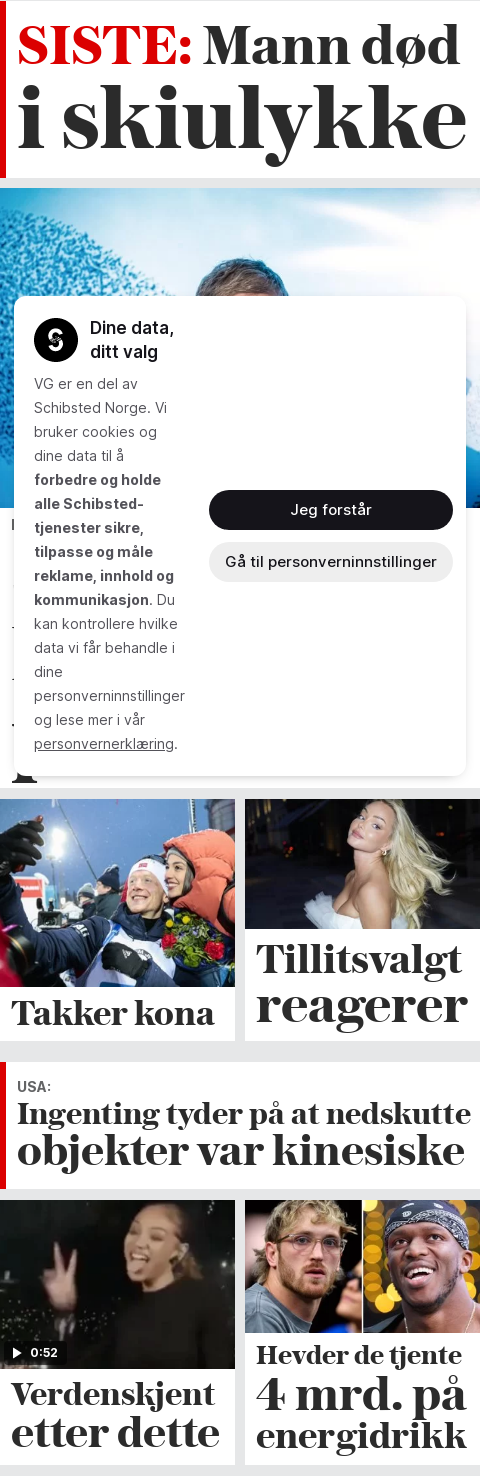 SISTE: Mann død
i skiulykke
Dine data,
ditt valg
VG er en del av
Schibsted Norge. Vi
bruker cookies og
dine data til å
forbedre og holde
alle Schibsted-
tjenester sikre,
tilpasse og måle
reklame, innhold og
kommunikasjon. Du
kan kontrollere hvilke
data vi får behandle i
dine
personverninnstillinger
og lese mer i vår
personvernerklæring.
Jeg forstår
Gå til personverninnstillinger
Takker kona
Tillitsvalgt
reagerer
USA:
Ingenting tyder på at nedskutte
objekter var kinesiske
0:52
Verdenskjent
etter dette
Hevder de tjente
4 mrd. på
energidrikk